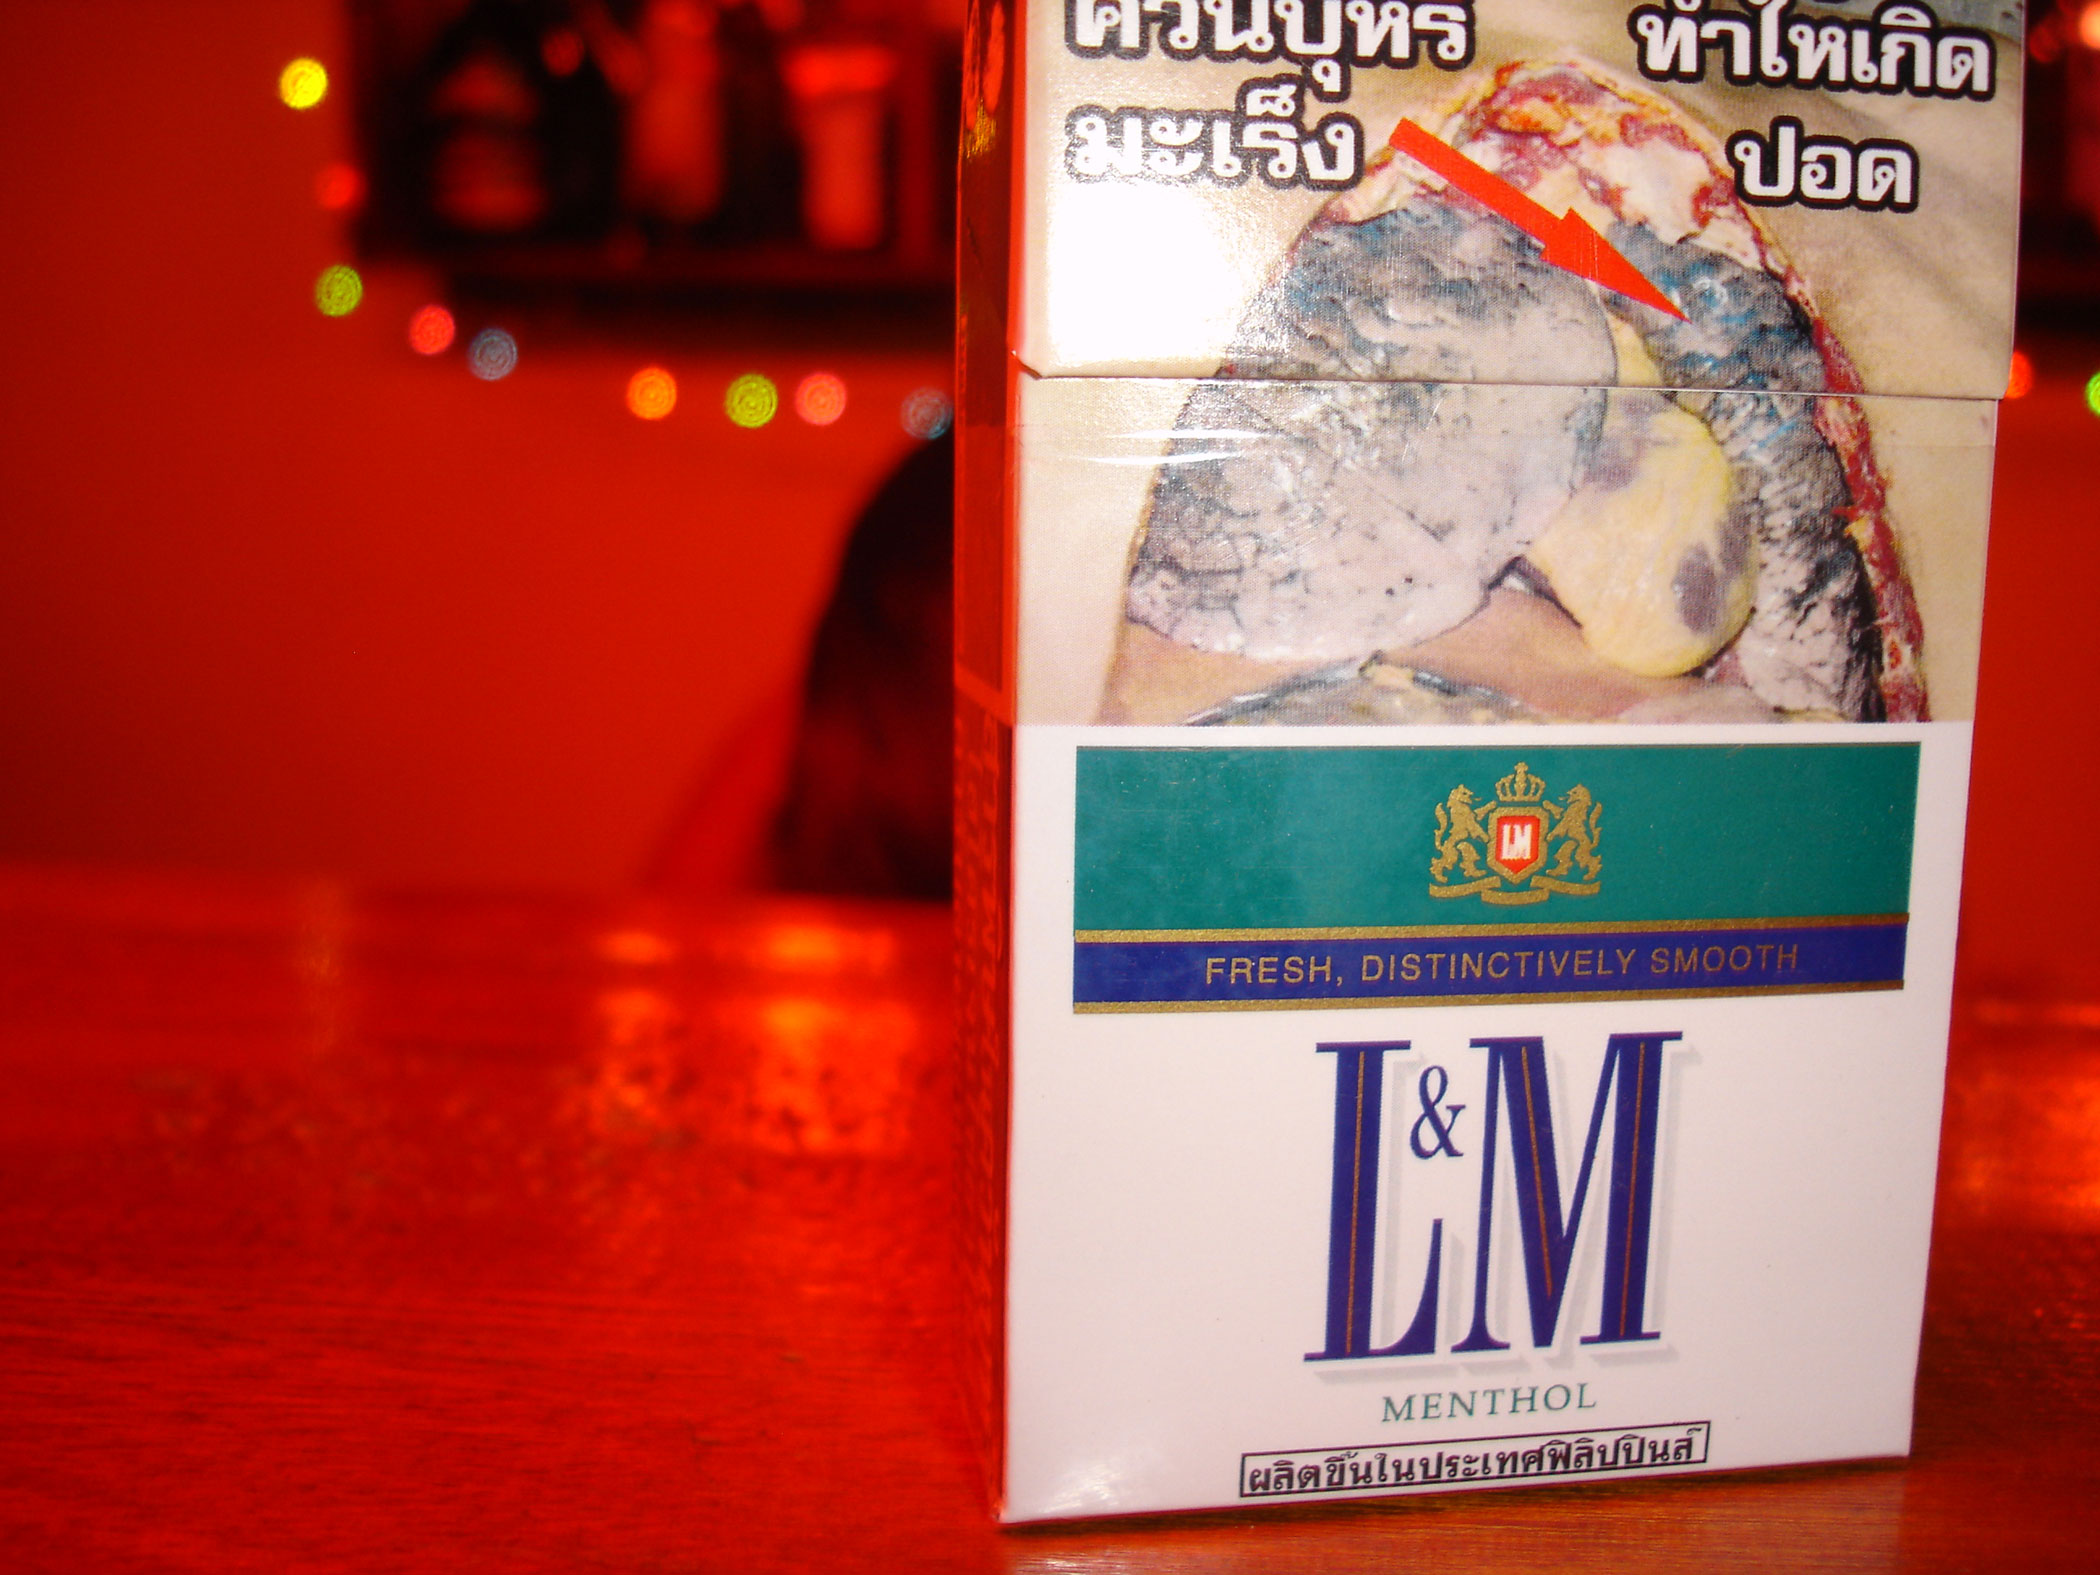 ควันบุหรี่ ทำให้เกิด
มะเร็ง ปอด
LM
FRESH, DISTINCTIVELY SMOOTH
L&M
MENTHOL
ผลิตขึ้นในประเทศฟิลิปปินส์